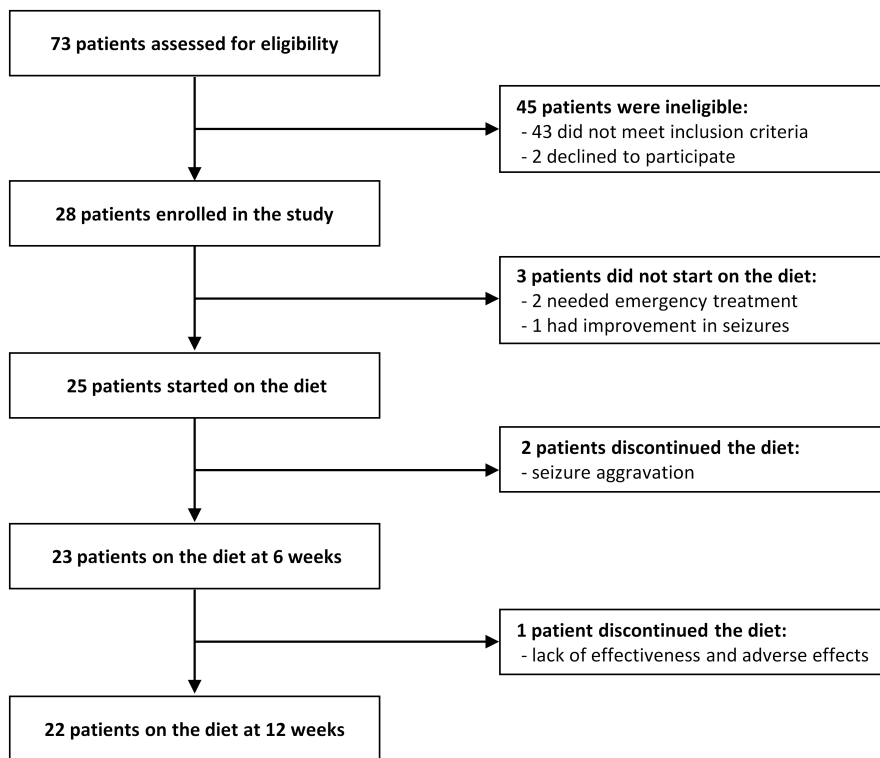 73 patients assessed for eligibility
45 patients were ineligible:
- 43 did not meet inclusion criteria
- 2 declined to participate
28 patients enrolled in the study
3 patients did not start on the diet:
- 2 needed emergency treatment
- 1 had improvement in seizures
25 patients started on the diet
2 patients discontinued the diet:
- seizure aggravation
23 patients on the diet at 6 weeks
1 patient discontinued the diet:
- lack of effectiveness and adverse effects
22 patients on the diet at 12 weeks